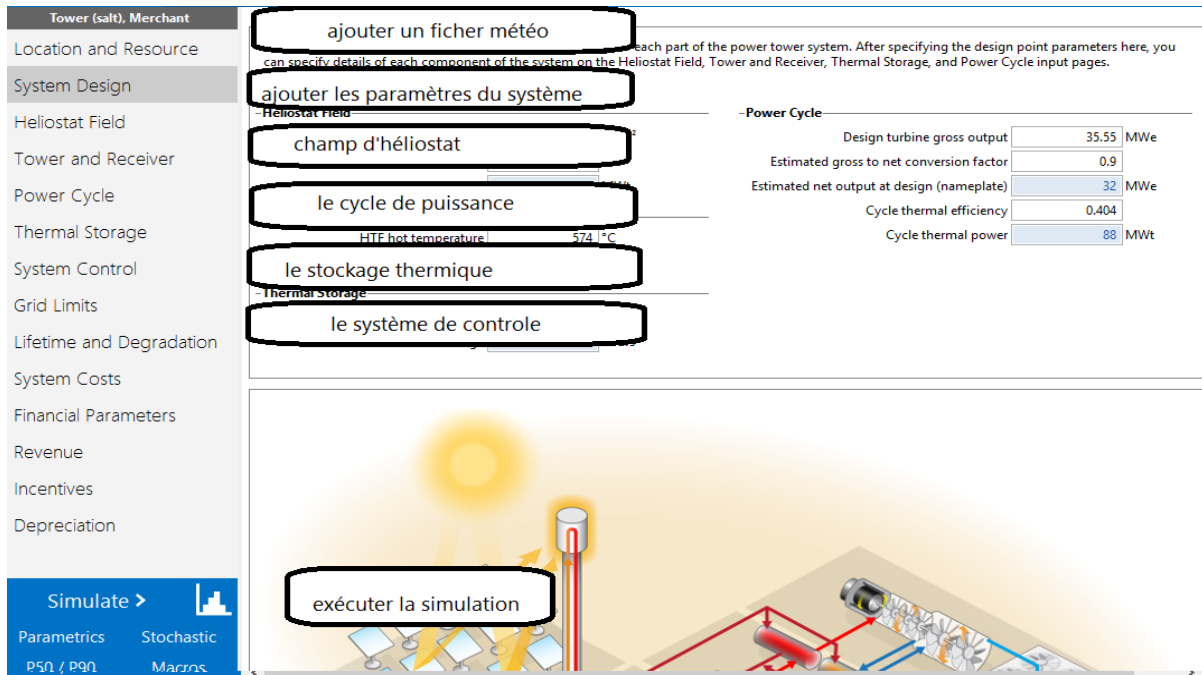 Tower (salt), Merchant
Location and Resource
System Design
Heliostat Field
Tower and Receiver
Power Cycle
Thermal Storage
System Control
Grid Limits
Lifetime and Degradation
System Costs
Financial Parameters
Revenue
Incentives
Depreciation
Simulate >
Parametrics Stochastic
P50 / P90 Macros
ajouter un ficher météo
each part of the power tower system. After specifying the design point parameters here, you
can specify details of each component of the system on the Heliostat Field, Tower and Receiver, Thermal Storage, and Power Cycle input pages.
ajouter les paramètres du système
Heliostat Field
champ d'héliostat
le cycle de puissance
HTF hot temperature 574 °C
le stockage thermique
Thermal Storage
le système de controle
Power Cycle
Design turbine gross output 35.55 MWe
Estimated gross to net conversion factor 0.9
Estimated net output at design (nameplate) 32 MWe
Cycle thermal efficiency 0.404
Cycle thermal power 88 MWt
exécuter la simulation